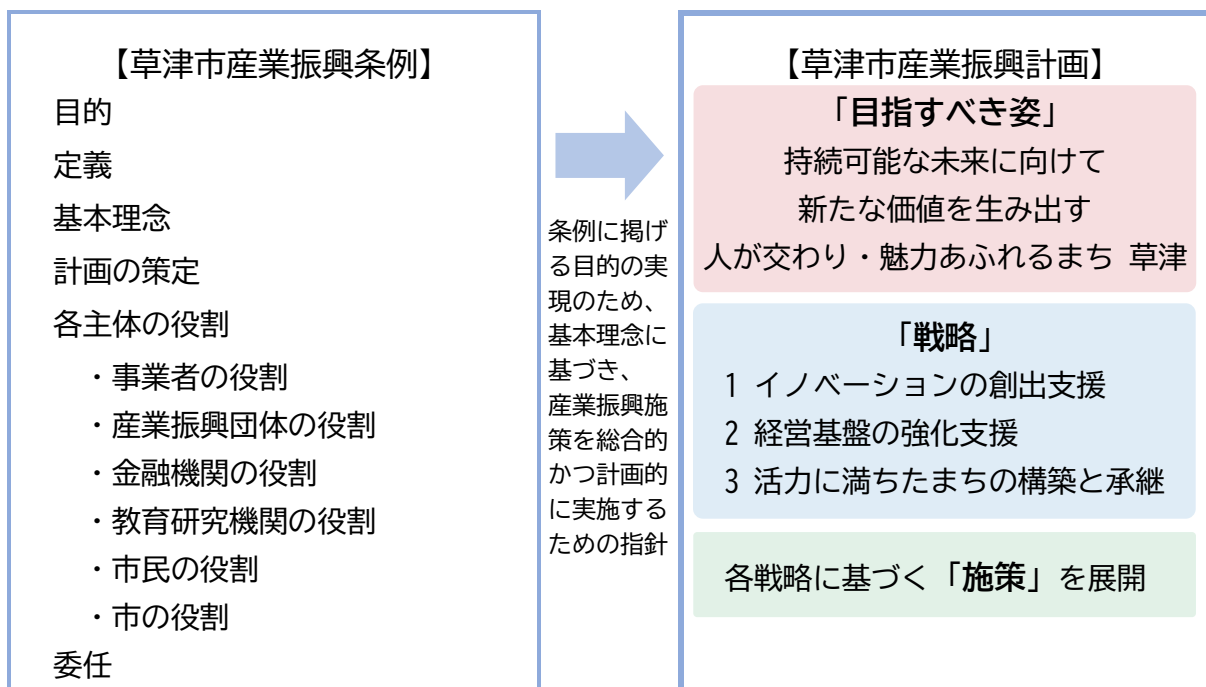 【草津市産業振興条例】
目的
定義
基本理念
計画の策定
各主体の役割
・事業者の役割
・産業振興団体の役割
・金融機関の役割
・教育研究機関の役割
・市民の役割
・市の役割
委任
条例に掲げ
る目的の実
現のため、
基本理念に
基づき、
産業振興施
策を総合的
かつ計画的
に実施する
ための指針
【草津市産業振興計画】
「目指すべき姿」
持続可能な未来に向けて
新たな価値を生み出す
人が交わり・魅力あふれるまち 草津
「戦略」
1 イノベーションの創出支援
2 経営基盤の強化支援
3 活力に満ちたまちの構築と承継
各戦略に基づく「施策」を展開